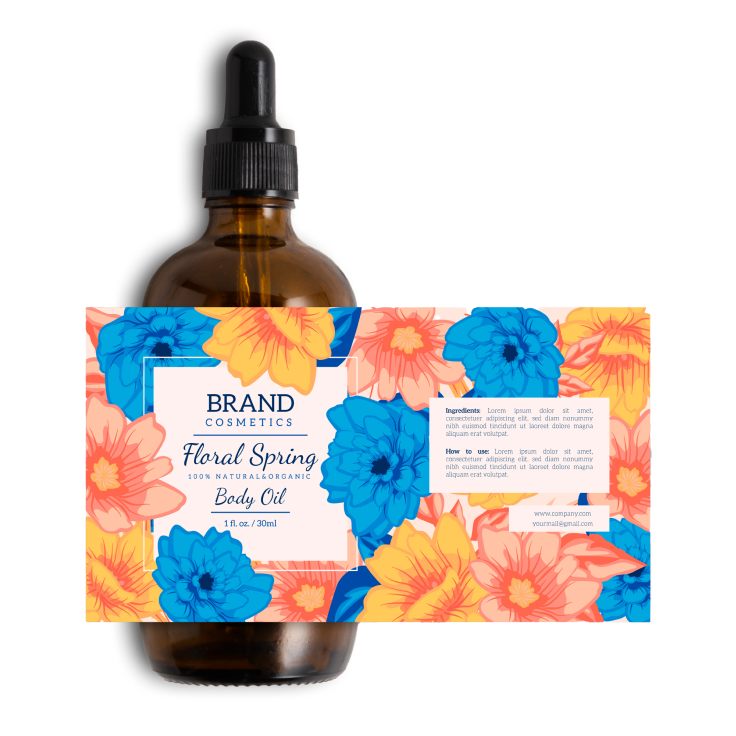 BRAND
COSMETICS
Floral Spring
100% NATURAL&ORGANIC
Body Oil
1 fl. oz. / 30ml
Ingredients: Lorem ipsum dolor sit amet,
consectetuer adipiscing elit, sed diam nonummy
nibh euismod tincidunt ut laoreet dolore magna
aliquam erat volutpat.
How to use: Lorem ipsum dolor sit amet,
consectetuer adipiscing elit, sed diam nonummy
nibh euismod tincidunt ut laoreet dolore magna
aliquam erat volutpat.
www.company.com
yourmail@gmail.com